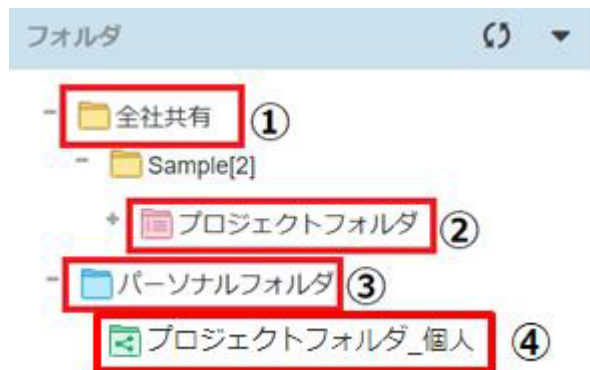 フォルダ
全社共有 ①
Sample[2]
プロジェクトフォルダ ②
パーソナルフォルダ ③
プロジェクトフォルダ_個人 ④